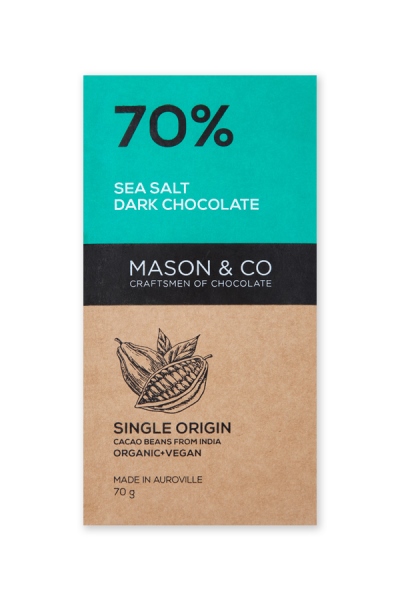 70%
SEA SALT
DARK CHOCOLATE
MASON & CO
CRAFTSMEN OF CHOCOLATE
SINGLE ORIGIN
CACAO BEANS FROM INDIA
ORGANIC+VEGAN
MADE IN AUROVILLE
70 g